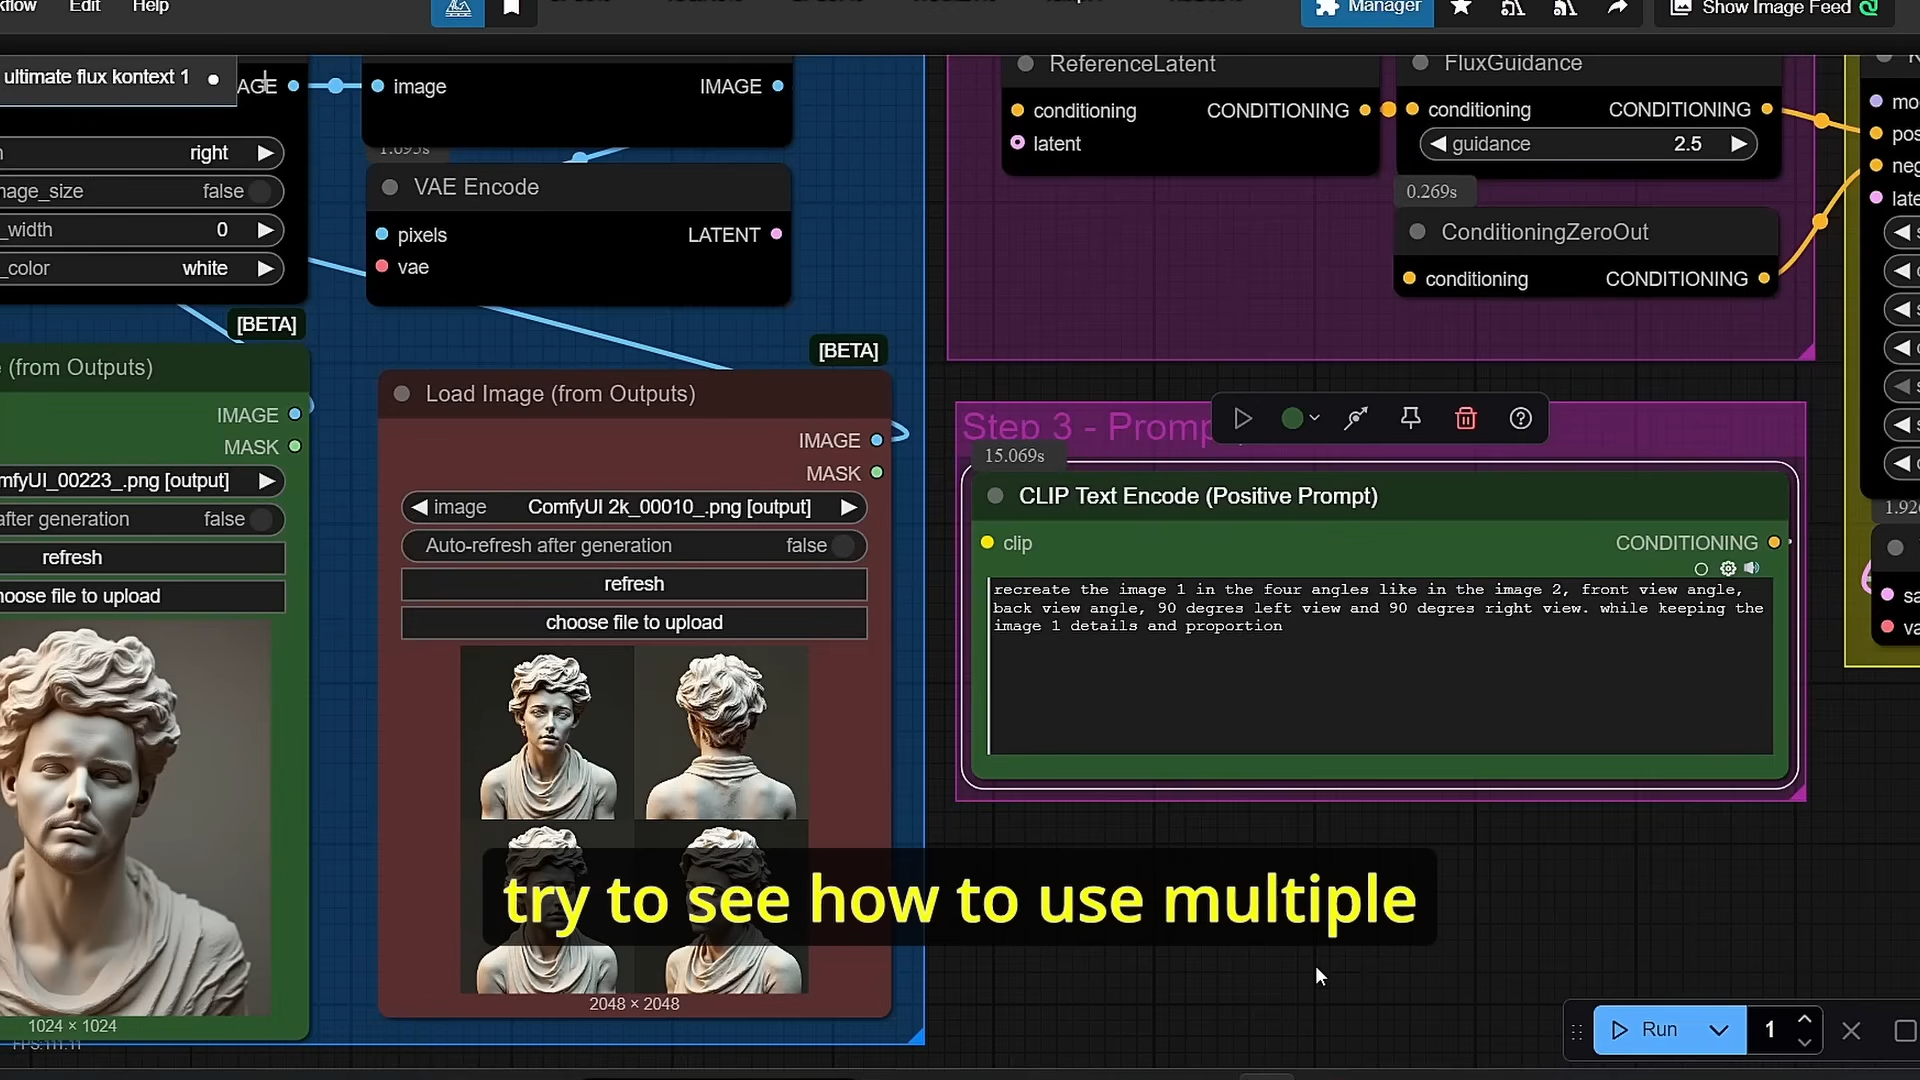 Edit
Help
Manager
Show Image Feed
ultimate flux kontext 1
image
IMAGE
ReferenceLatent
FluxGuidance
conditioning
CONDITIONING
conditioning
CONDITIONING
latent
guidance
2.5
right
VAE Encode
0.269s
false
ConditioningZeroOut
0
pixels
LATENT
white
vae
conditioning
CONDITIONING
[BETA]
[BETA]
(from Outputs)
Load Image (from Outputs)
Step 3 - Promp
IMAGE
IMAGE
MASK
MASK
15.069s
CLIP Text Encode (Positive Prompt)
mfyUI_00223_.png [output]
image
ComfyUI 2k_00010_.png [output]
after generation
false
Auto-refresh after generation
false
clip
CONDITIONING
refresh
refresh
recreate the image 1 in the four angles like in the image 2, front view angle,
back view angle, 90 degres left view and 90 degres right view. while keeping the
image 1 details and proportion
oose file to upload
choose file to upload
try to see how to use multiple
2048 × 2048
1024 × 1024
FPS:111.11
Run
1